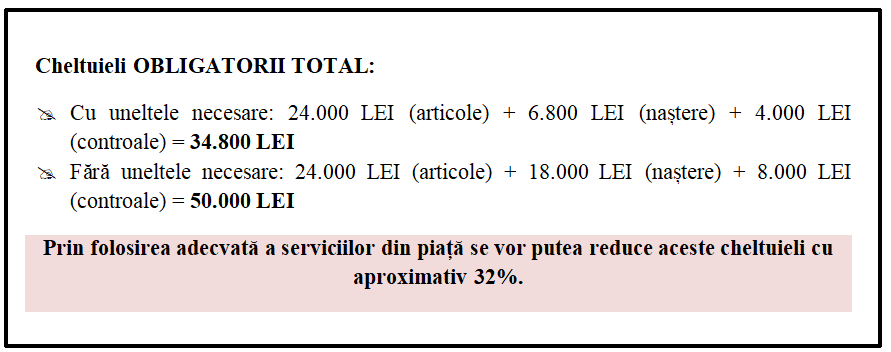 Cheltuieli OBLIGATORII TOTAL:
Cu uneltele necesare: 24.000 LEI (articole) + 6.800 LEI (naștere) + 4.000 LEI
(controale) = 34.800 LEI
Fără uneltele necesare: 24.000 LEI (articole) + 18.000 LEI (naștere) + 8.000 LEI
(controale) = 50.000 LEI
Prin folosirea adecvată a serviciilor din piață se vor putea reduce aceste cheltuieli cu
aproximativ 32%.